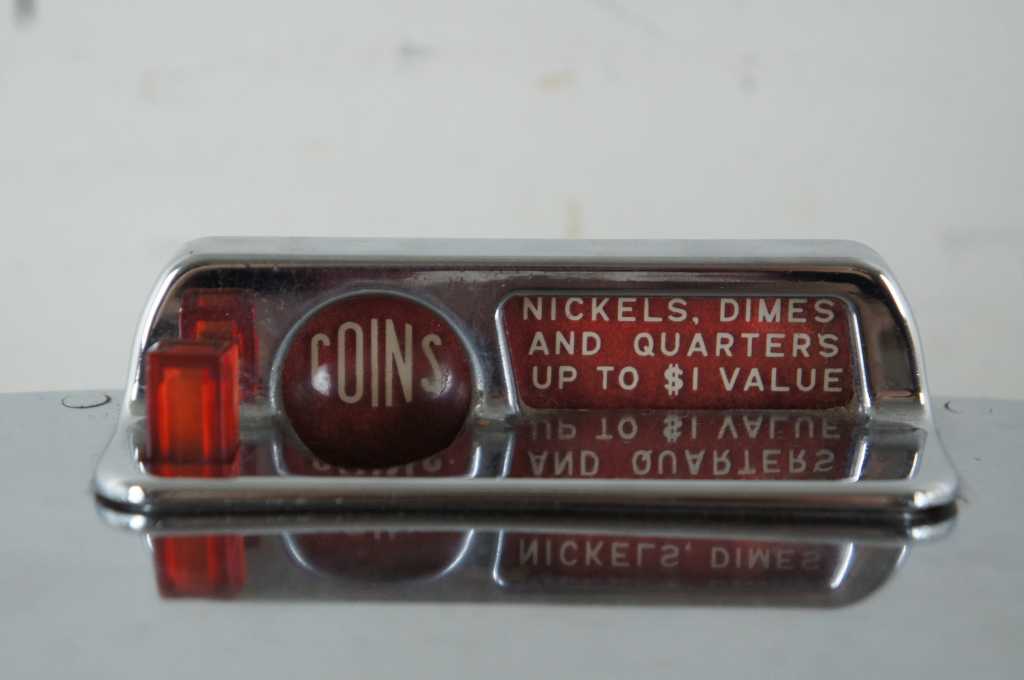 COINS
NICKELS, DIMES
AND QUARTERS
UP TO $1 VALUE